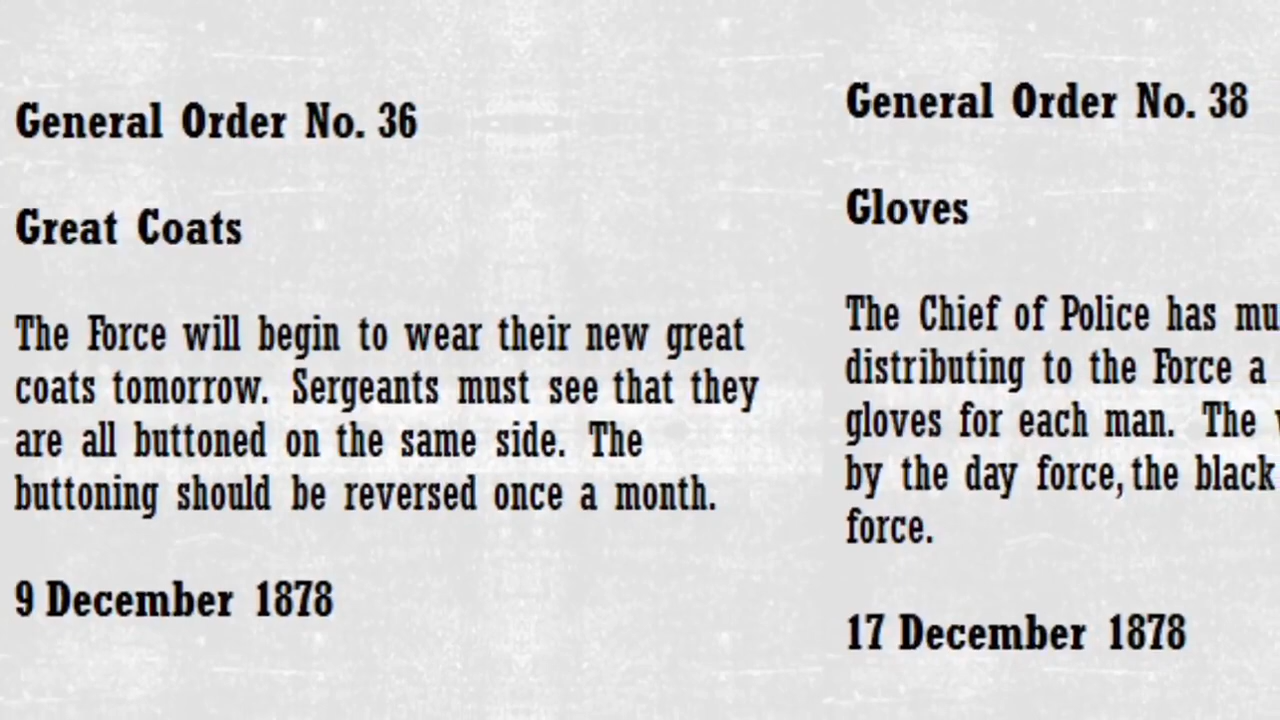 General Order No. 36
Great Coats
The Force will begin to wear their new great
coats tomorrow. Sergeants must see that they
are all buttoned on the same side. The
buttoning should be reversed once a month.
9 December 1878
General Order No. 38
Gloves
The Chief of Police has
distributing to the Force a
gloves for each man. The
by the day force, the black
force.
17 December 1878